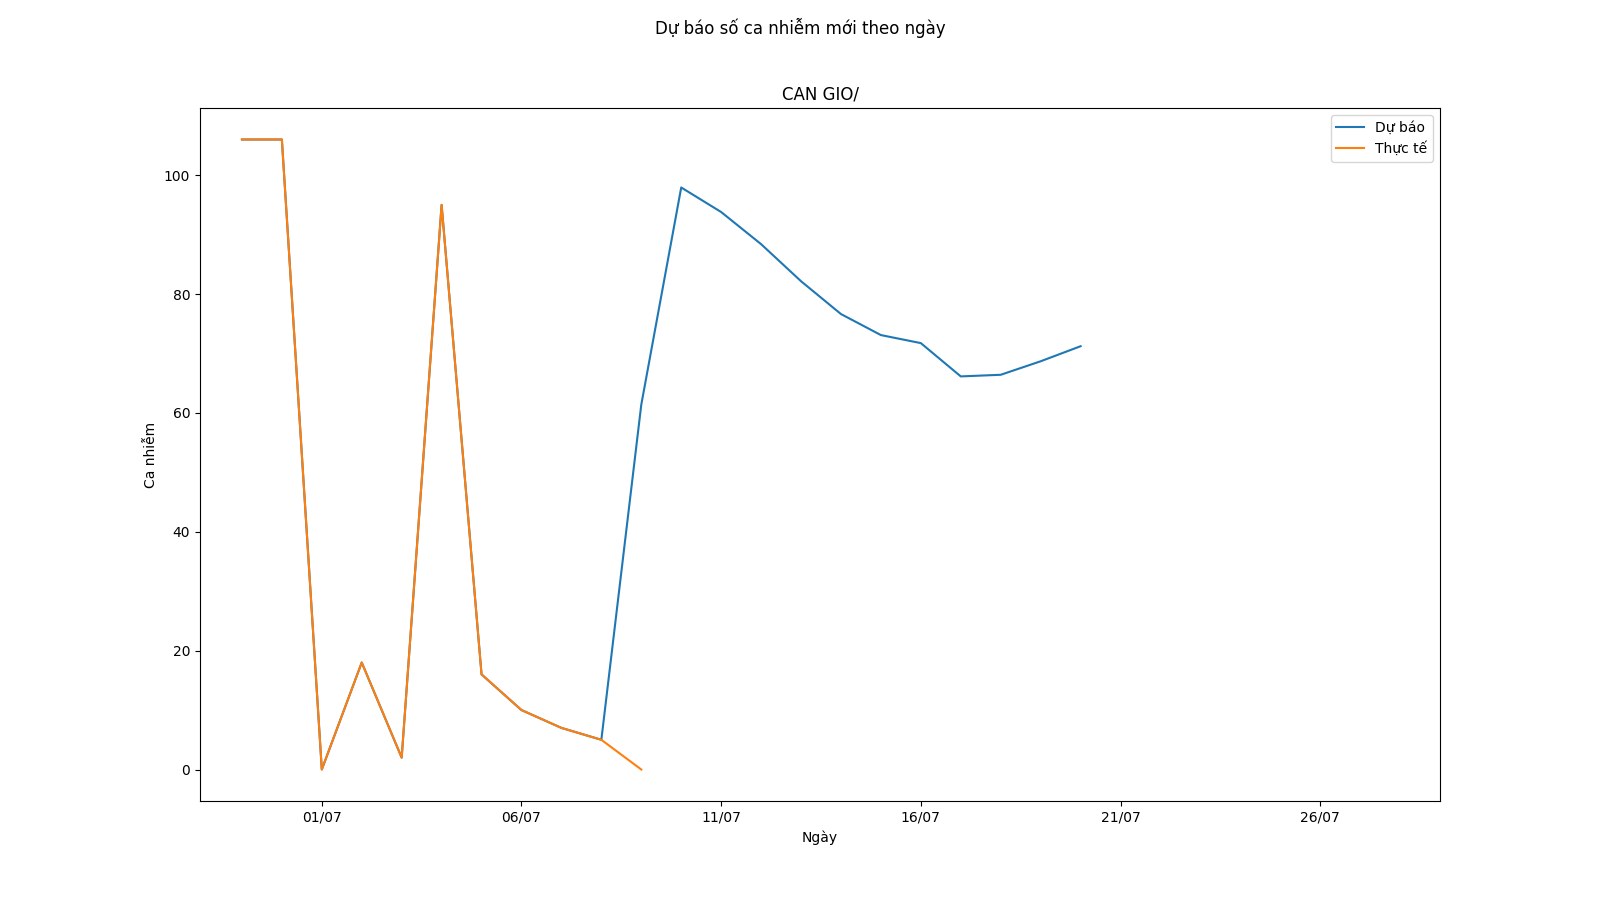 Dự báo số ca nhiễm mới theo ngày
CAN GIO/
Dự báo
Thực tế
100
80
60
40
20
0
Ca nhiễm
01/07 06/07 11/07 16/07 21/07 26/07
Ngày